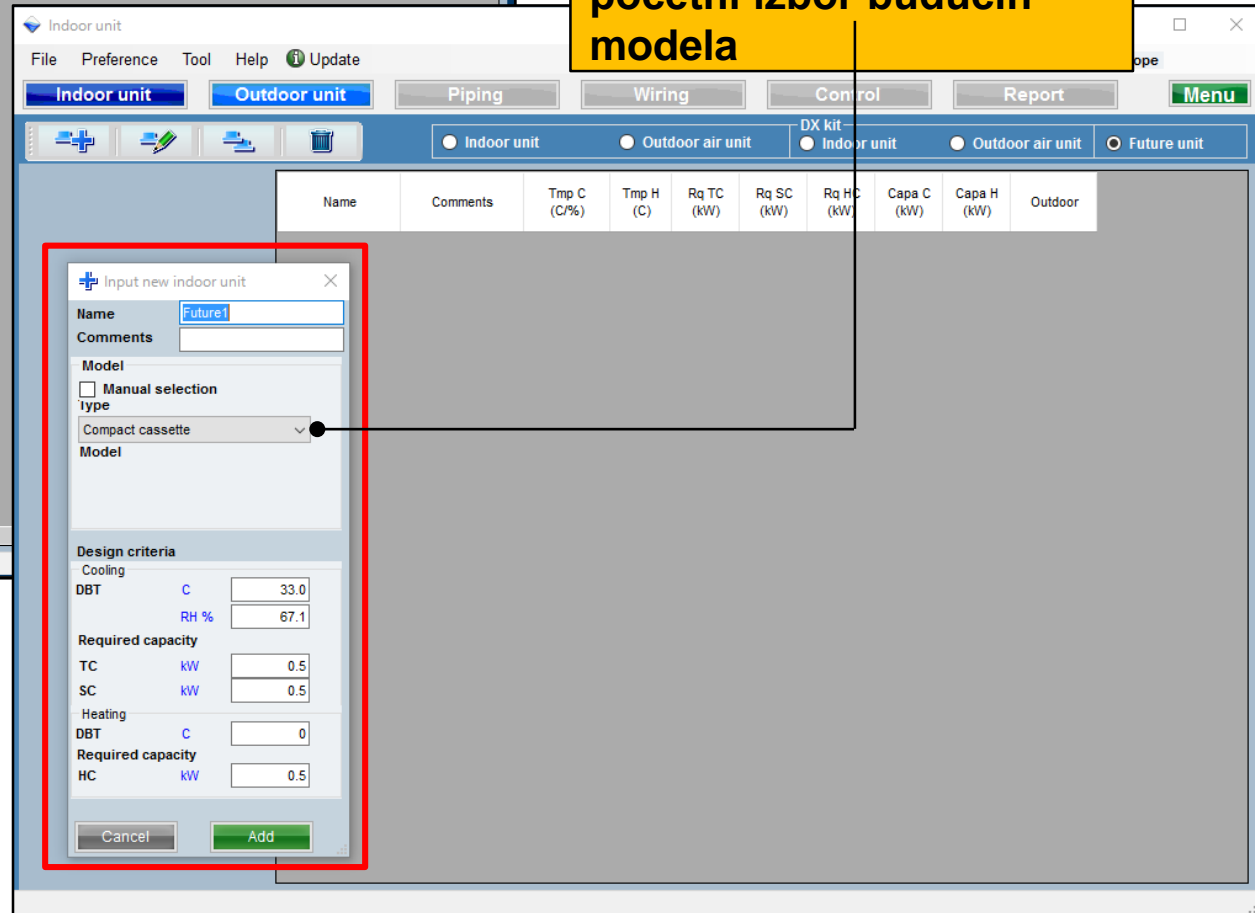 početni izbor budućih
modela
Indoor unit
File Preference Tool Help Update
ope
Indoor unit Outdoor unit Piping Wiring Control Report Menu
DX kit
Indoor unit Outdoor air unit Indoor unit Outdoor air unit Future unit
Name Comments Tmp C (C/%) Tmp H (C) Rq TC (kW) Rq SC (kW) Rq HC (kW) Capa C (kW) Capa H (kW) Outdoor
Input new indoor unit
Name Future1
Comments
Model
Manual selection
Type
Compact cassette
Model
Design criteria
Cooling
DBT C 33.0
RH % 67.1
Required capacity
TC kW 0.5
SC kW 0.5
Heating
DBT C 0
Required capacity
HC kW 0.5
Cancel Add